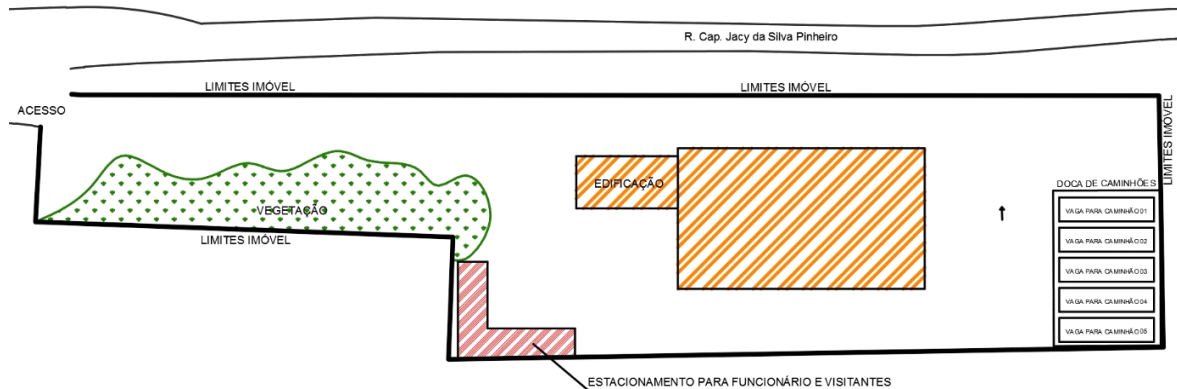 R. Cap. Jacy da Silva Pinheiro
LIMITES IMÓVEL
LIMITES IMÓVEL
ACESSO
LIMITES IMÓVEL
EDIFICAÇÃO
DOCA DE CAMINHÕES
VEGETAÇÃO
VAGA PARA CAMINHÃO 01
LIMITES IMÓVEL
VAGA PARA CAMINHÃO 02
VAGA PARA CAMINHÃO 03
VAGA PARA CAMINHÃO 04
VAGA PARA CAMINHÃO 05
ESTACIONAMENTO PARA FUNCIONÁRIO E VISITANTES